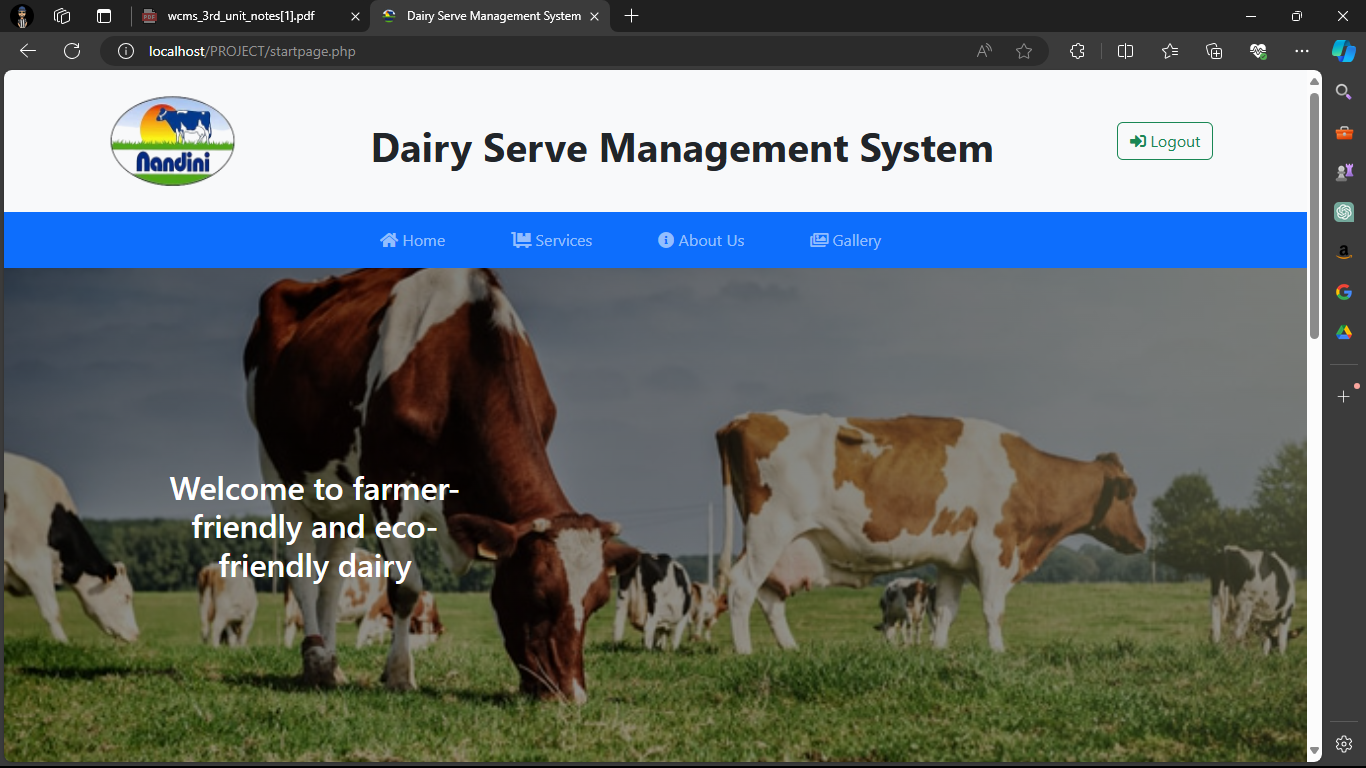 wcms_3rd_unit_notes[1].pdf
Dairy Serve Management System
localhost/PROJECT/startpage.php
Nandini
Dairy Serve Management System
Logout
Home
Services
About Us
Gallery
Welcome to farmer-
friendly and eco-
friendly dairy